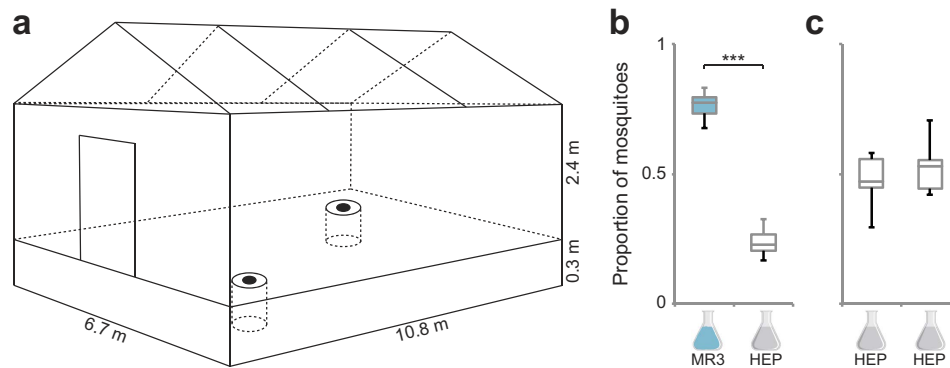 a
2.4 m
0.3 m
6.7 m
10.8 m
b
Proportion of mosquitoes
1
0.5
0
***
MR3 HEP
c
HEP HEP